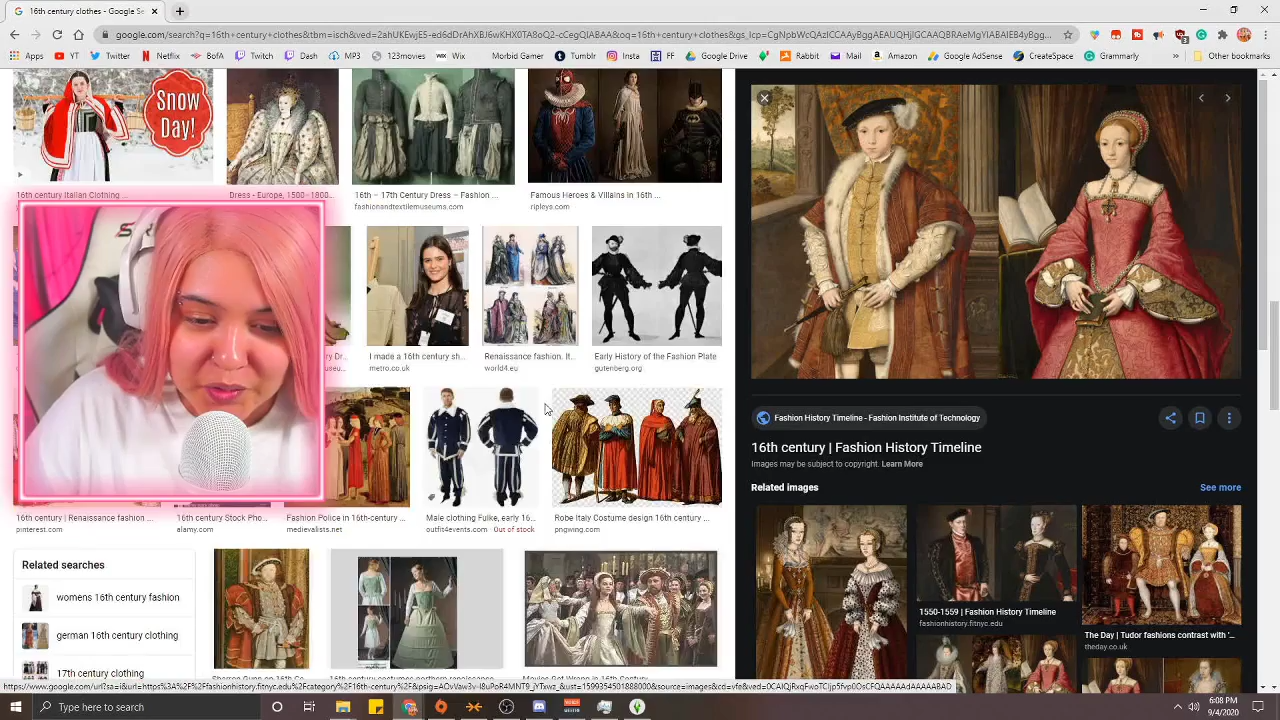 16th century clothes - Google Se
google.com/search?q=16th+century+clothes&tbm=isch&ved=2ahUKEwjD5-ed6dDrAhXIMt8KHX0TA8oQ2-cCegQIABAA&oq=16th+century+clothes&gs_lcp=CgNpbWcQAzICCAAyBggAEAUQHjIGCAAQBRAeMgYIABAIEB4yBgg...
Apps
YouTube
Twitter
Netflix
Twitch
Dash
MP3
123movies
Wix
Morbid Gamer
Tumblr
Instagram
FF
Google Drive
Rabbit
Mail
Amazon
Google AdSense
CreateSpace
Grammarly
Other bookmarks
Snow
Day!
16th century Italian Clothing ...
Dress - Europe, 1500–1800...
16th – 17th Dress – Fashion ...
fashionandtextilemuseums.com
Famous Heroes & Villains in 16th ...
ripleys.com
I made a 16th century sh...
metro.co.uk
Renaissance fashion. It...
world4.eu
Early History of the Fashion Plate
gutenberg.org
16th century | Renaissance fashion ...
pinterest.com
16th century Stock Pho...
alamy.com
Fashion Police in 16th century ...
medievalists.net
Male clothing Fulke, early 16...
outfit4events.com
Out of stock
Robe Italy Costume design 16th century ...
pngwing.com
Related searches
womens 16th century fashion
german 16th century clothing
17th century clothing
Fashion History Timeline - Fashion Institute of Technology
16th century | Fashion History Timeline
Images may be subject to copyright. Learn More
Related images
See more
1550-1559 | Fashion History Timeline
fashionhistory.fitnyc.edu
The Day | Tudor fashions contrast with '...
theday.co.uk
Type here to search
6:08 PM
9/4/2020